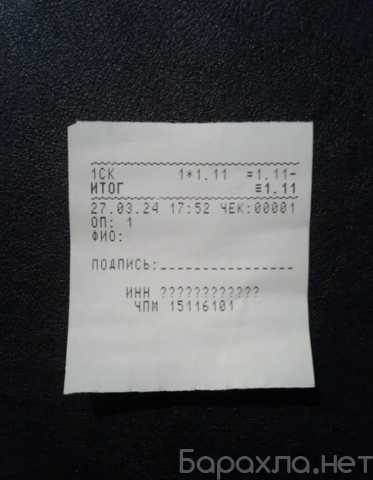 1СК 1*1.11 =1.11-
ИТОГ ≡1.11
27.03.24 17:52 ЧЕК:00001
ОП: 1
ФИО:
ПОДПИСЬ:
ИНН ????????????
ЧПМ 15116101
Барахла.нет